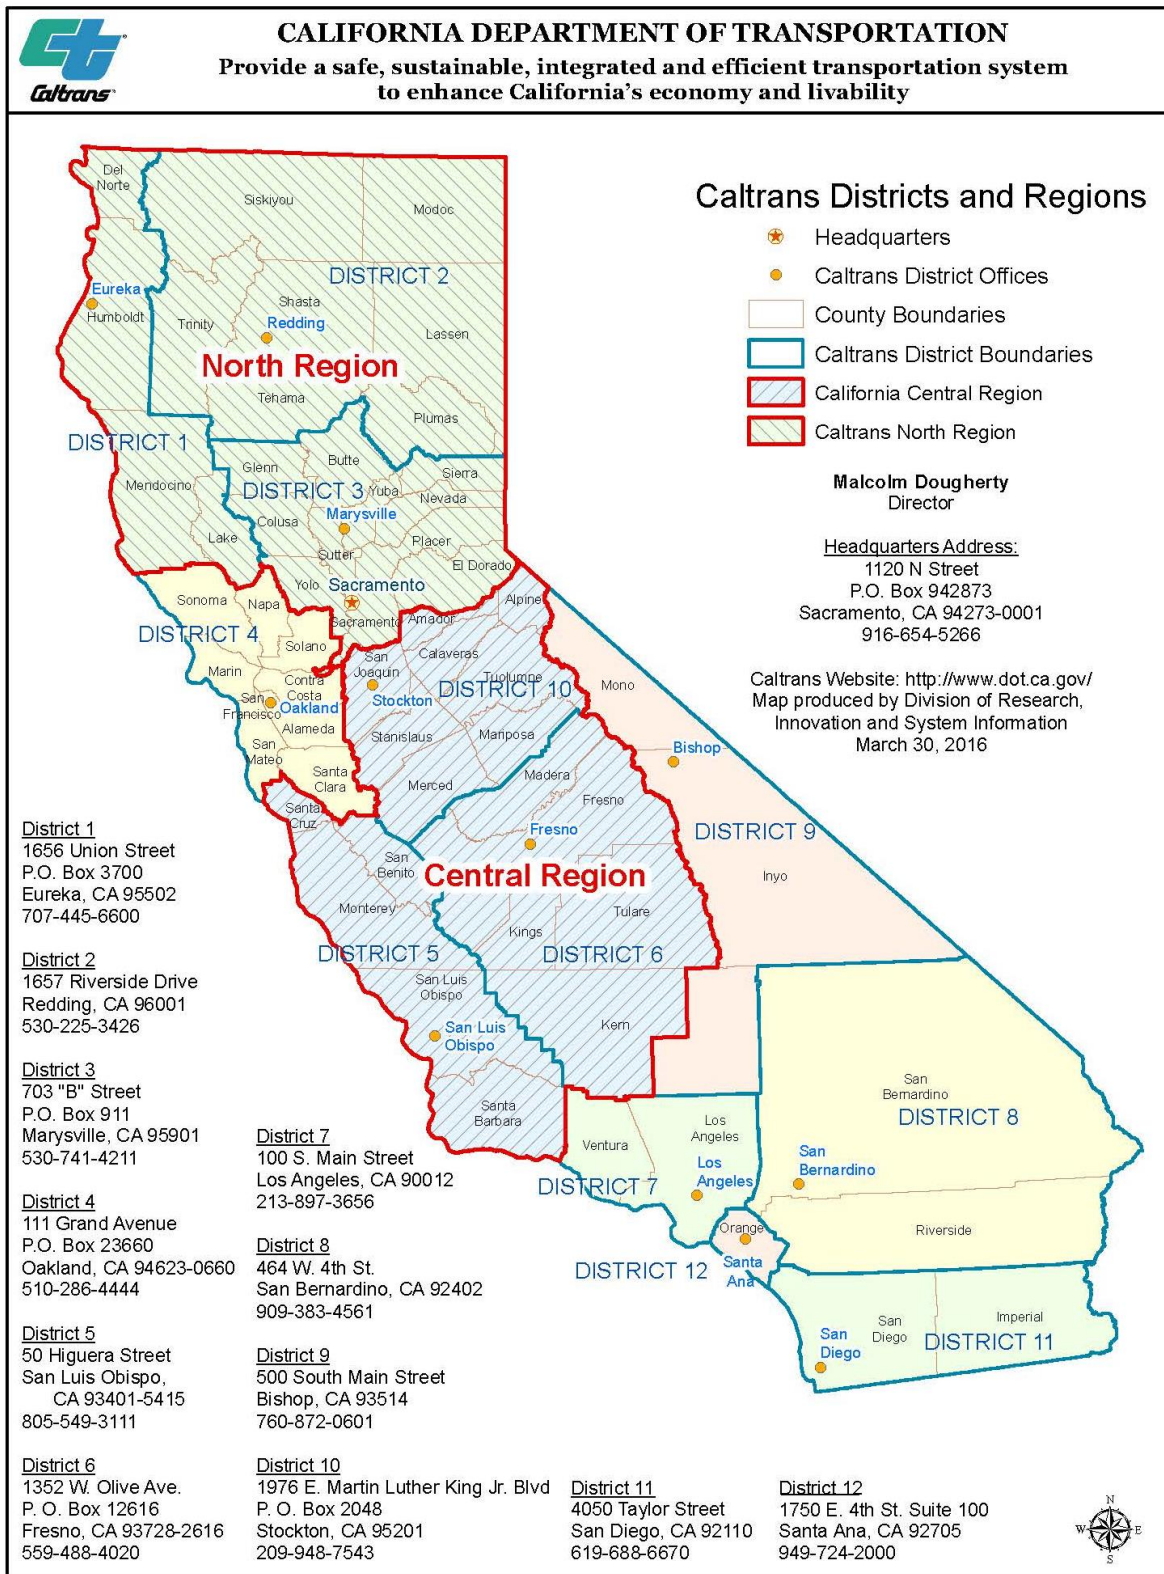 CALIFORNIA DEPARTMENT OF TRANSPORTATION
Provide a safe, sustainable, integrated and efficient transportation system
to enhance California's economy and livability
Caltrans
Caltrans Districts and Regions
Headquarters
Caltrans District Offices
County Boundaries
Caltrans District Boundaries
California Central Region
Caltrans North Region
Malcolm Dougherty
Director
Headquarters Address:
1120 N Street
P.O. Box 942873
Sacramento, CA 94273-0001
916-654-5266
Caltrans Website: http://www.dot.ca.gov/
Map produced by Division of Research,
Innovation and System Information
March 30, 2016
Del
Norte
Siskiyou
Modoc
DISTRICT 2
Eureka
Humboldt
Shasta
Trinity
Redding
Lassen
North Region
Tehama
Plumas
DISTRICT 1
Glenn
Butte
Sierra
Mendocino
DISTRICT 3
Yuba
Nevada
Colusa
Marysville
Lake
Sutter
Placer
El Dorado
Yolo
Sacramento
Sonoma
Napa
Alpine
Sacramento
Amador
DISTRICT 4
Solano
Calaveras
San
Joaquin
Marin
Contra
Costa
Tuolumne
DISTRICT 10
Mono
San
Francisco
Oakland
Stockton
Alameda
Stanislaus
Mariposa
San
Mateo
Bishop
Santa
Clara
Merced
Madera
Fresno
Santa
Cruz
Fresno
DISTRICT 9
San
Benito
Central Region
Inyo
Monterey
Tulare
Kings
DISTRICT 5
DISTRICT 6
San Luis
Obispo
San Luis
Obispo
Kern
Santa
Barbara
San
Bernardino
DISTRICT 8
Los
Angeles
Ventura
Los
Angeles
San
Bernardino
DISTRICT 7
Orange
Riverside
DISTRICT 12
Santa
Ana
San
Diego
San
Diego
Imperial
DISTRICT 11
District 1
1656 Union Street
P.O. Box 3700
Eureka, CA 95502
707-445-6600
District 2
1657 Riverside Drive
Redding, CA 96001
530-225-3426
District 3
703 "B" Street
P.O. Box 911
Marysville, CA 95901
530-741-4211
District 4
111 Grand Avenue
P.O. Box 23660
Oakland, CA 94623-0660
510-286-4444
District 5
50 Higuera Street
San Luis Obispo,
CA 93401-5415
805-549-3111
District 6
1352 W. Olive Ave.
P. O. Box 12616
Fresno, CA 93728-2616
559-488-4020
District 7
100 S. Main Street
Los Angeles, CA 90012
213-897-3656
District 8
464 W. 4th St.
San Bernardino, CA 92402
909-383-4561
District 9
500 South Main Street
Bishop, CA 93514
760-872-0601
District 10
1976 E. Martin Luther King Jr. Blvd
P. O. Box 2048
Stockton, CA 95201
209-948-7543
District 11
4050 Taylor Street
San Diego, CA 92110
619-688-6670
District 12
1750 E. 4th St. Suite 100
Santa Ana, CA 92705
949-724-2000
N
W
E
S